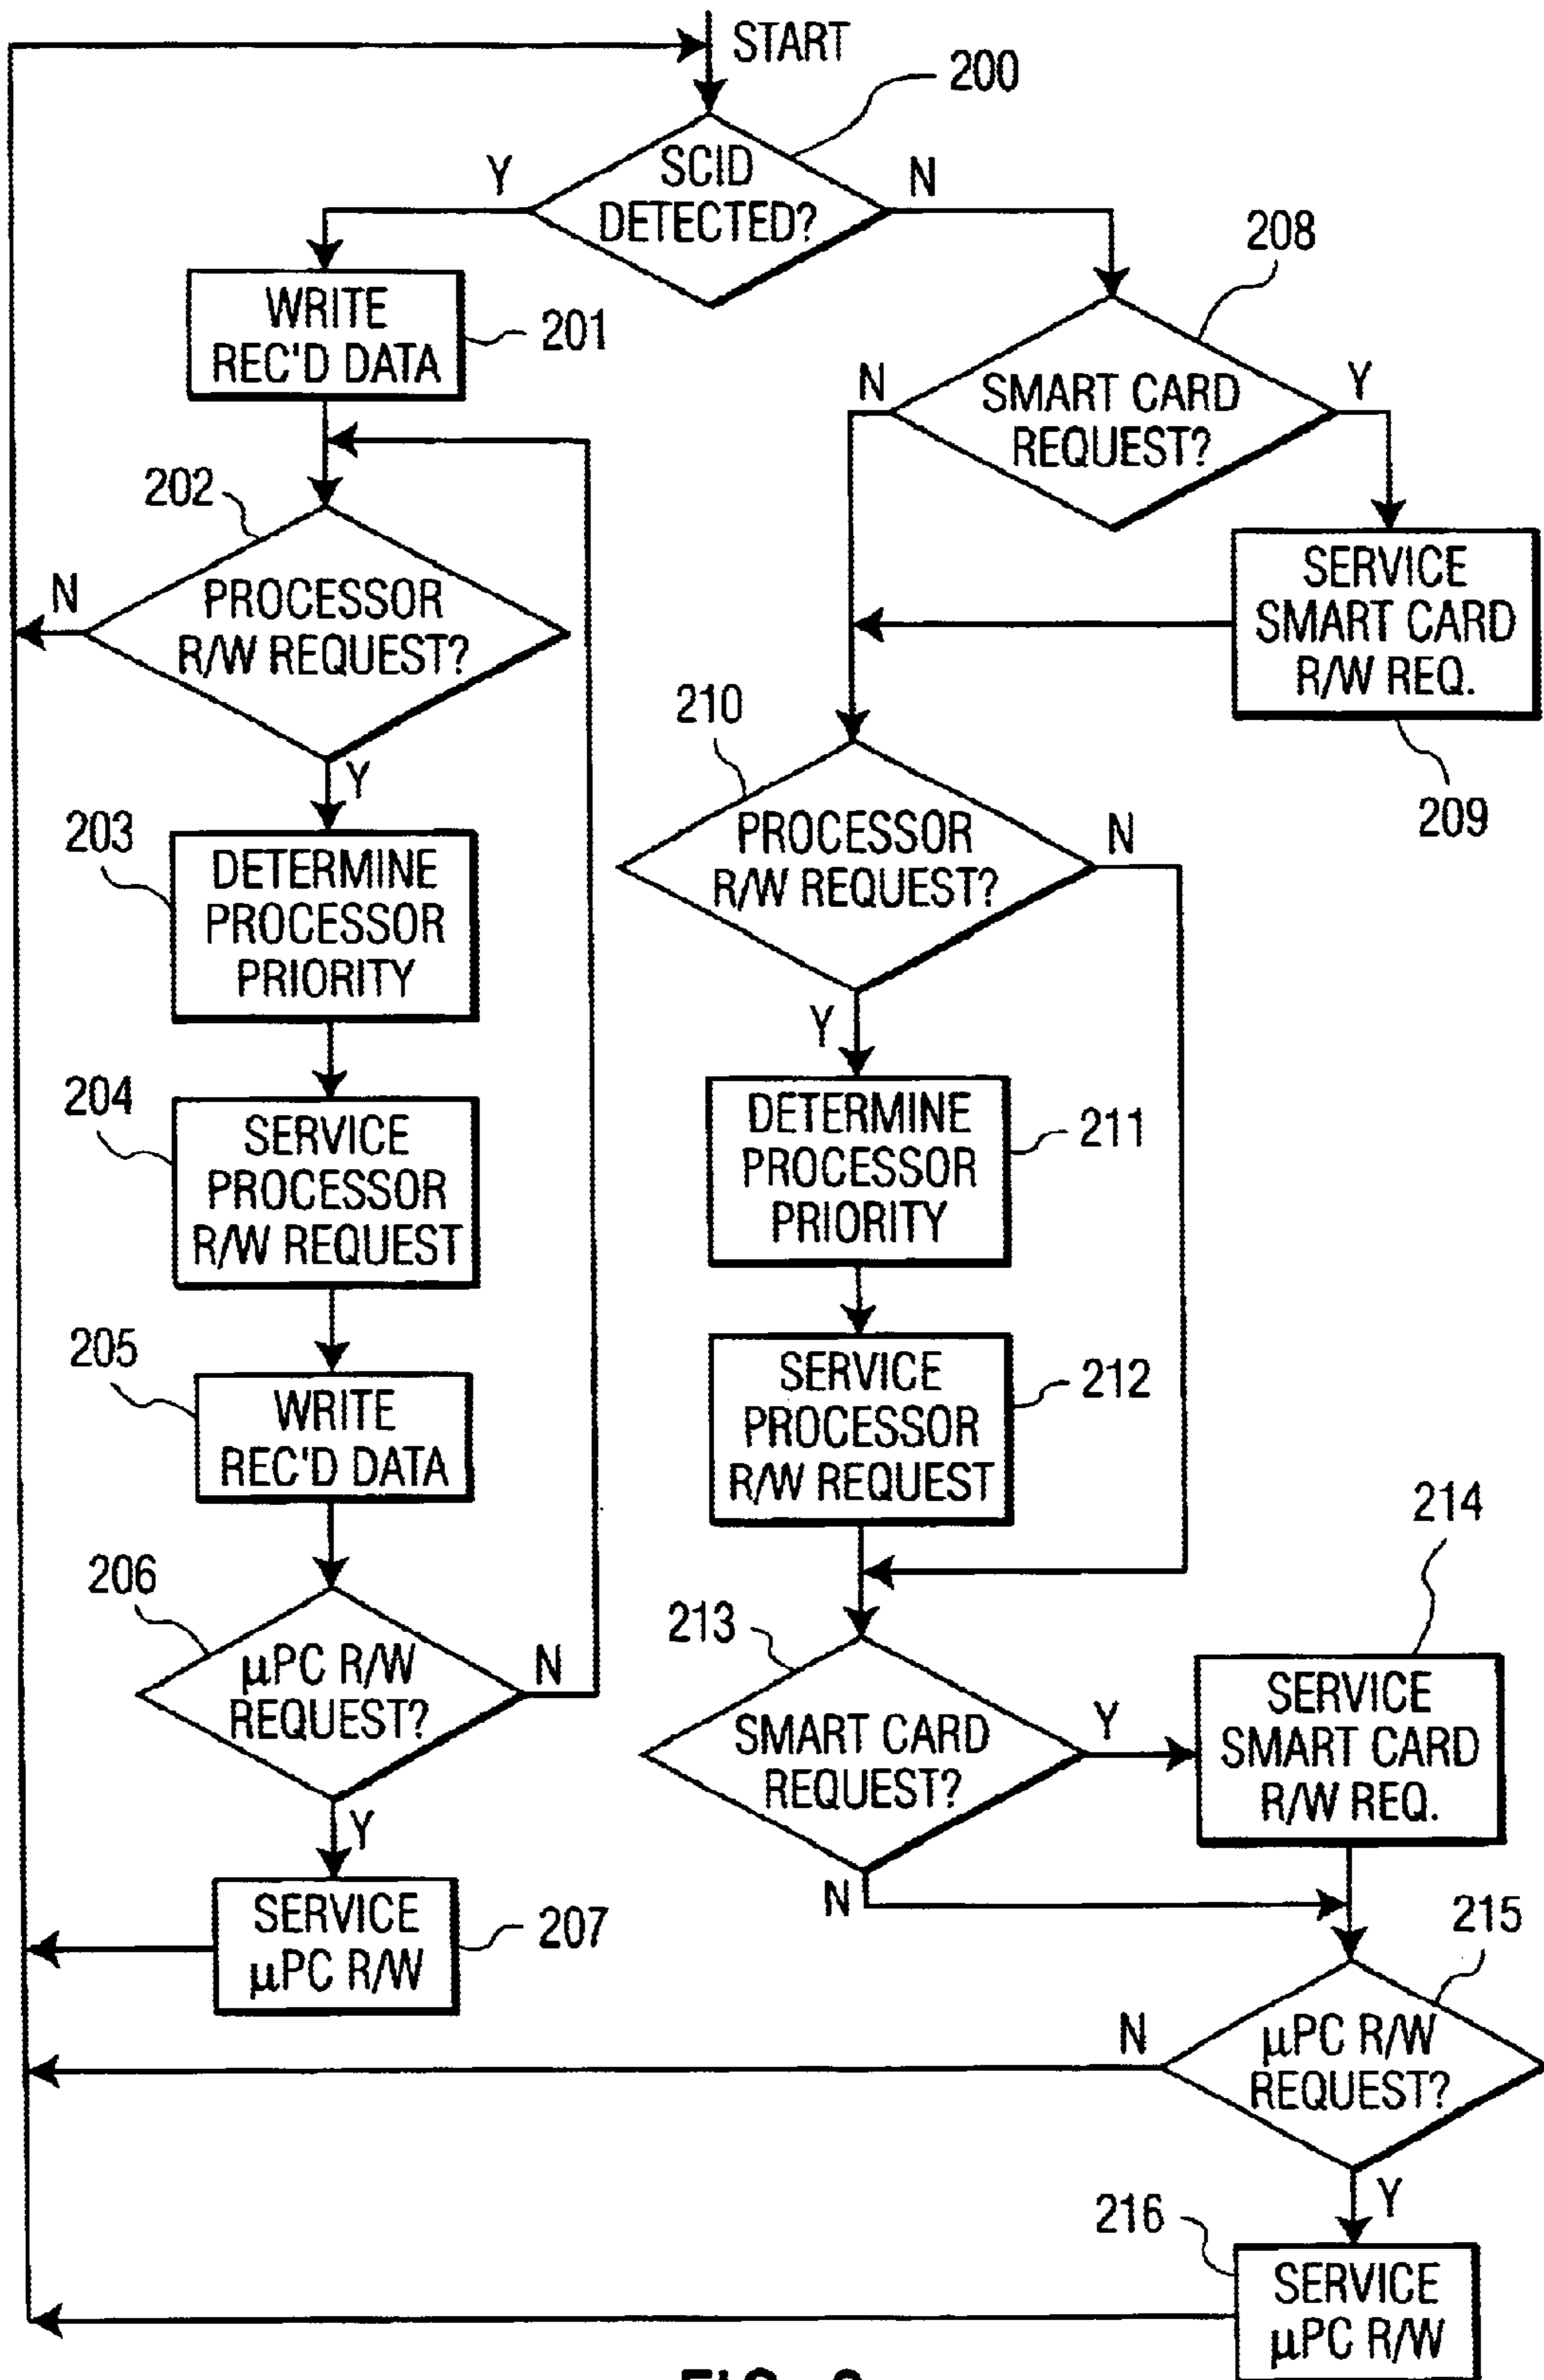 START
200
SCID
DETECTED?
Y
N
208
WRITE
REC'D DATA
201
SMART CARD
REQUEST?
N
Y
202
PROCESSOR
R/W REQUEST?
N
Y
SERVICE
SMART CARD
R/W REQ.
209
210
PROCESSOR
R/W REQUEST?
N
Y
203
DETERMINE
PROCESSOR
PRIORITY
204
SERVICE
PROCESSOR
R/W REQUEST
DETERMINE
PROCESSOR
PRIORITY
211
205
WRITE
REC'D DATA
SERVICE
PROCESSOR
R/W REQUEST
212
206
µPC R/W
REQUEST?
N
Y
213
SMART CARD
REQUEST?
Y
N
214
SERVICE
SMART CARD
R/W REQ.
SERVICE
µPC R/W
207
215
µPC R/W
REQUEST?
N
Y
216
SERVICE
µPC R/W